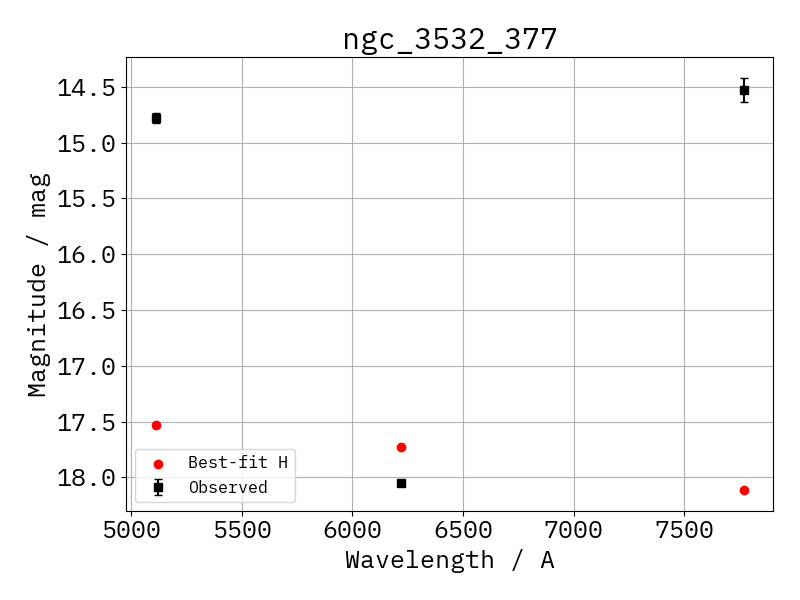 ngc_3532_377
Magnitude / mag
14.5
15.0
15.5
16.0
16.5
17.0
17.5
18.0
Best-fit H
Observed
5000 5500 6000 6500 7000 7500
Wavelength / A